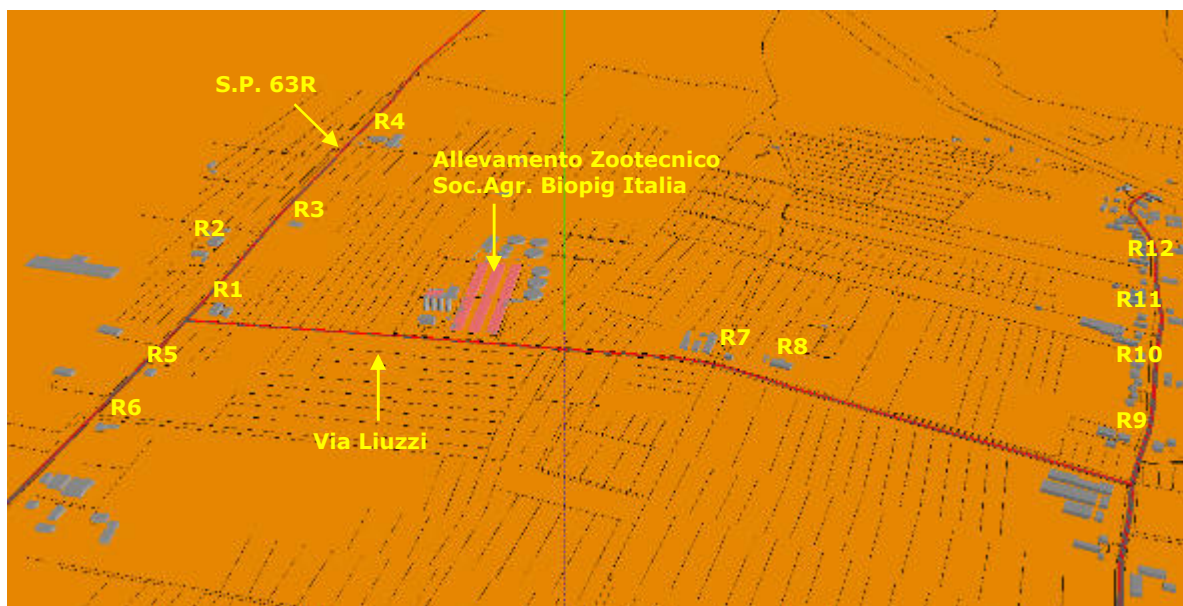 S.P. 63R
R4
Allevamento Zootecnico
Soc.Agr. Biopig Italia
R3
R2
R12
R1
R11
R7
R8
R10
R5
R6
R9
Via Liuzzi